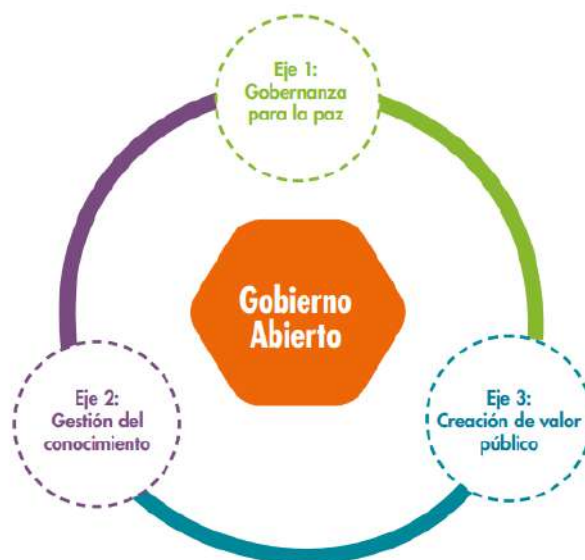 Eje 1:
Gobernanza
para la paz
Gobierno
Abierto
Eje 2:
Gestión del
conocimiento
Eje 3:
Creación de valor
público